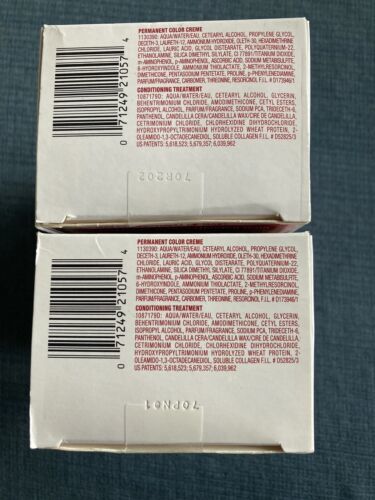 PERMANENT COLOR CREME
1130390: AQUA/WATER/EAU, CETEARYL ALCOHOL, PROPYLENE GLYCOL,
DECETH-3, LAURETH-12, AMMONIUM HYDROXIDE, OLETH-30, HEXADIMETHRINE
CHLORIDE, LAURIC ACID, GLYCOL DISTEARATE, POLYQUATERNIUM-22,
ETHANOLAMINE, SILICA DIMETHYL SILYLATE, CI 77891/TITANIUM DIOXIDE,
m-AMINOPHENOL, p-AMINOPHENOL, ASCORBIC ACID, SODIUM METABISULFITE,
6-HYDROXYINDOLE, AMMONIUM THIOLACTATE, 2-METHYLRESORCINOL,
DIMETHICONE, PENTASODIUM PENTETATE, PROLINE, p-PHENYLENEDIAMINE,
PARFUM/FRAGRANCE, CARBOMER, THREONINE, RESORCINOL F.I.L. # D173946/1
CONDITIONING TREATMENT
1087179D: AQUA/WATER/EAU, CETEARYL ALCOHOL, GLYCERIN,
BEHENTRIMONIUM CHLORIDE, AMODIMETHICONE, CETYL ESTERS,
ISOPROPYL ALCOHOL, PARFUM/FRAGRANCE, SODIUM PCA, TRIDECETH-6,
PANTHENOL, CANDELILLA CERA/CANDELILLA WAX/CIRE DE CANDELILLA,
CETRIMONIUM CHLORIDE, CHLORHEXIDINE DIHYDROCHLORIDE,
HYDROXYPROPYLTRIMONIUM HYDROLYZED WHEAT PROTEIN, 2-
OLEAMIDO-1,3-OCTADECANEDIOL, SOLUBLE COLLAGEN F.I.L. # D52825/3
US PATENTS: 5,618,523; 5,679,357; 6,039,962
0 71249 21057 4
70R202
PERMANENT COLOR CREME
1130390: AQUA/WATER/EAU, CETEARYL ALCOHOL, PROPYLENE GLYCOL,
DECETH-3, LAURETH-12, AMMONIUM HYDROXIDE, OLETH-30, HEXADIMETHRINE
CHLORIDE, LAURIC ACID, GLYCOL DISTEARATE, POLYQUATERNIUM-22,
ETHANOLAMINE, SILICA DIMETHYL SILYLATE, CI 77891/TITANIUM DIOXIDE,
m-AMINOPHENOL, p-AMINOPHENOL, ASCORBIC ACID, SODIUM METABISULFITE,
6-HYDROXYINDOLE, AMMONIUM THIOLACTATE, 2-METHYLRESORCINOL,
DIMETHICONE, PENTASODIUM PENTETATE, PROLINE, p-PHENYLENEDIAMINE,
PARFUM/FRAGRANCE, CARBOMER, THREONINE, RESORCINOL, F.I.L. # D173946/1
CONDITIONING TREATMENT
1087179D: AQUA/WATER/EAU, CETEARYL ALCOHOL, GLYCERIN,
BEHENTRIMONIUM CHLORIDE, AMODIMETHICONE, CETYL ESTERS,
ISOPROPYL ALCOHOL, PARFUM/FRAGRANCE, SODIUM PCA, TRIDECETH-6,
PANTHENOL, CANDELILLA CERA/CANDELILLA WAX/CIRE DE CANDELILLA,
CETRIMONIUM CHLORIDE, CHLORHEXIDINE DIHYDROCHLORIDE,
HYDROXYPROPYLTRIMONIUM HYDROLYZED WHEAT PROTEIN, 2-
OLEAMIDO-1,3-OCTADECANEDIOL, SOLUBLE COLLAGEN F.I.L. # D52825/3
US PATENTS: 5,618,523; 5,679,357; 6,039,962
0 71249 21057 4
70PN01